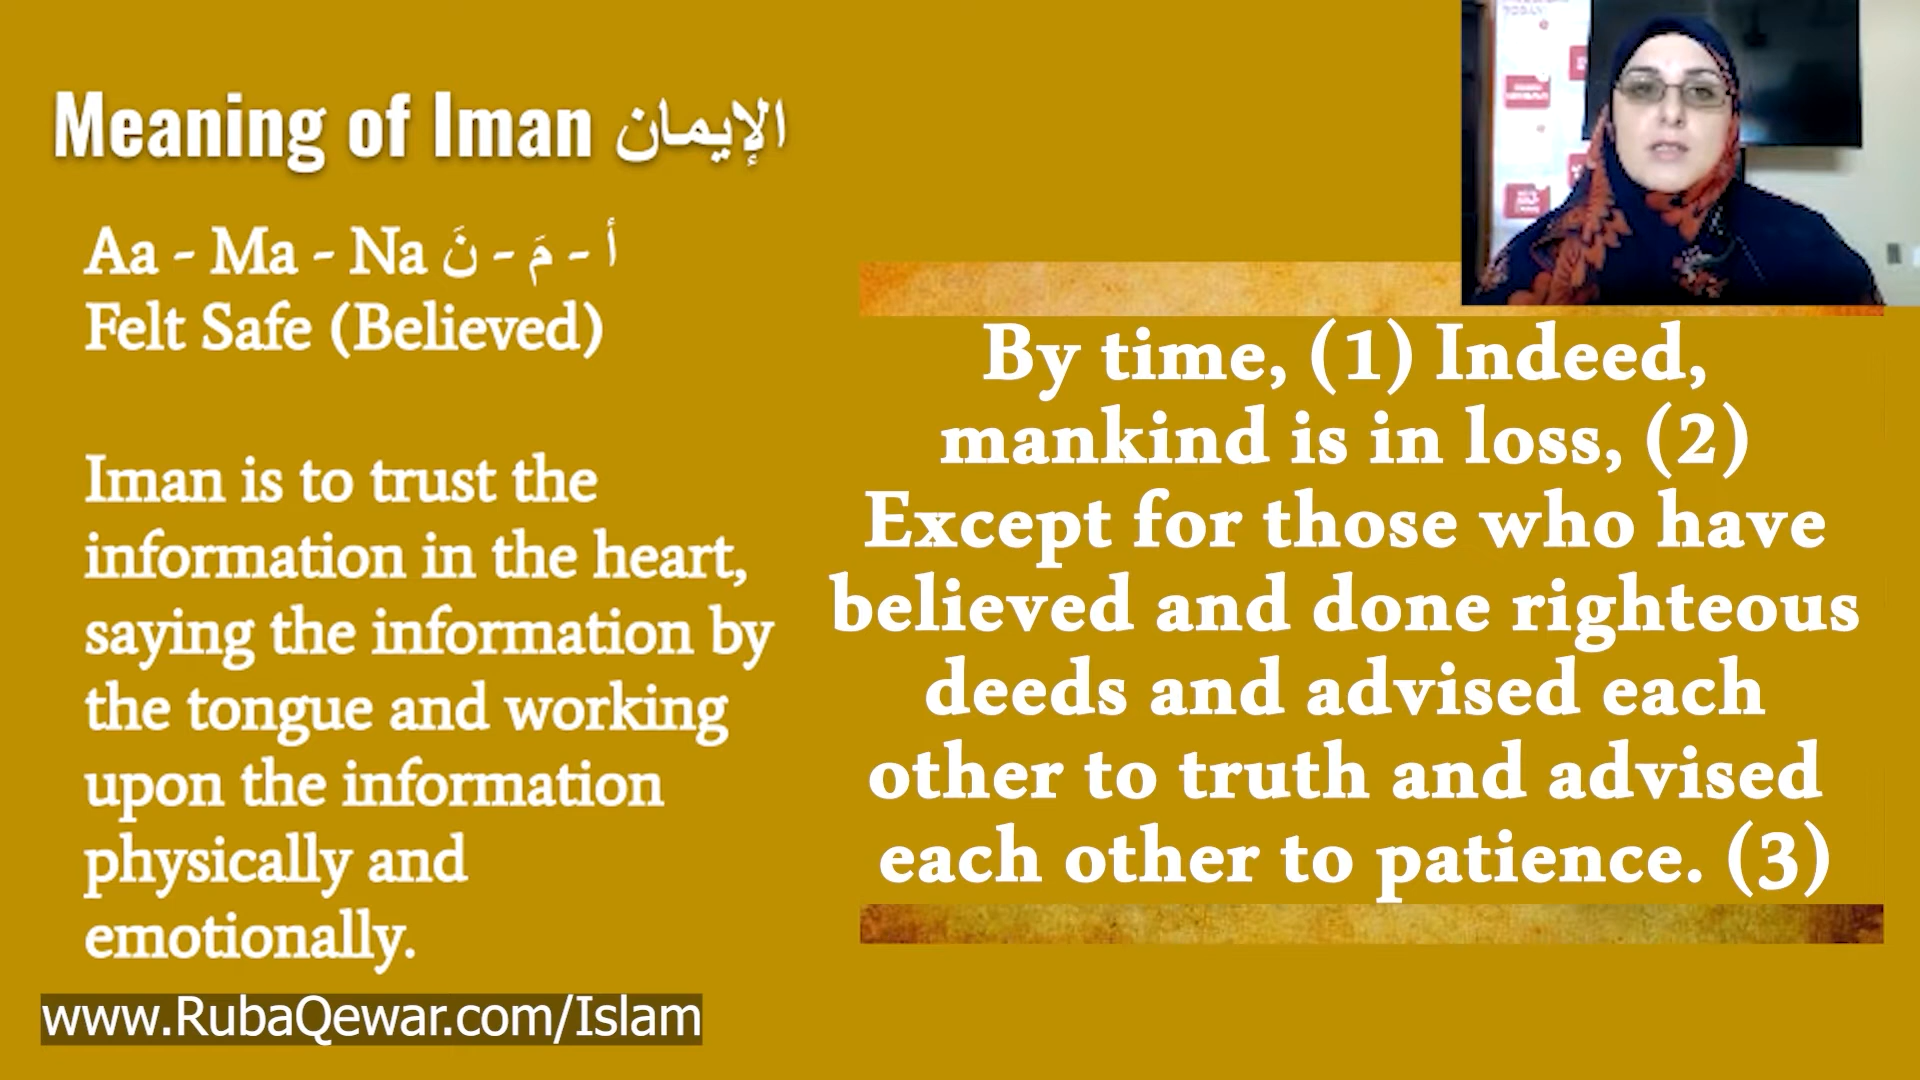 Meaning of Iman الإيمان
Aa - Ma - Na أ - مَ - نَ
Felt Safe (Believed)
Iman is to trust the
information in the heart,
saying the information by
the tongue and working
upon the information
physically and
emotionally.
www.RubaQewar.com/Islam
By time, (1) Indeed,
mankind is in loss, (2)
Except for those who have
believed and done righteous
deeds and advised each
other to truth and advised
each other to patience. (3)